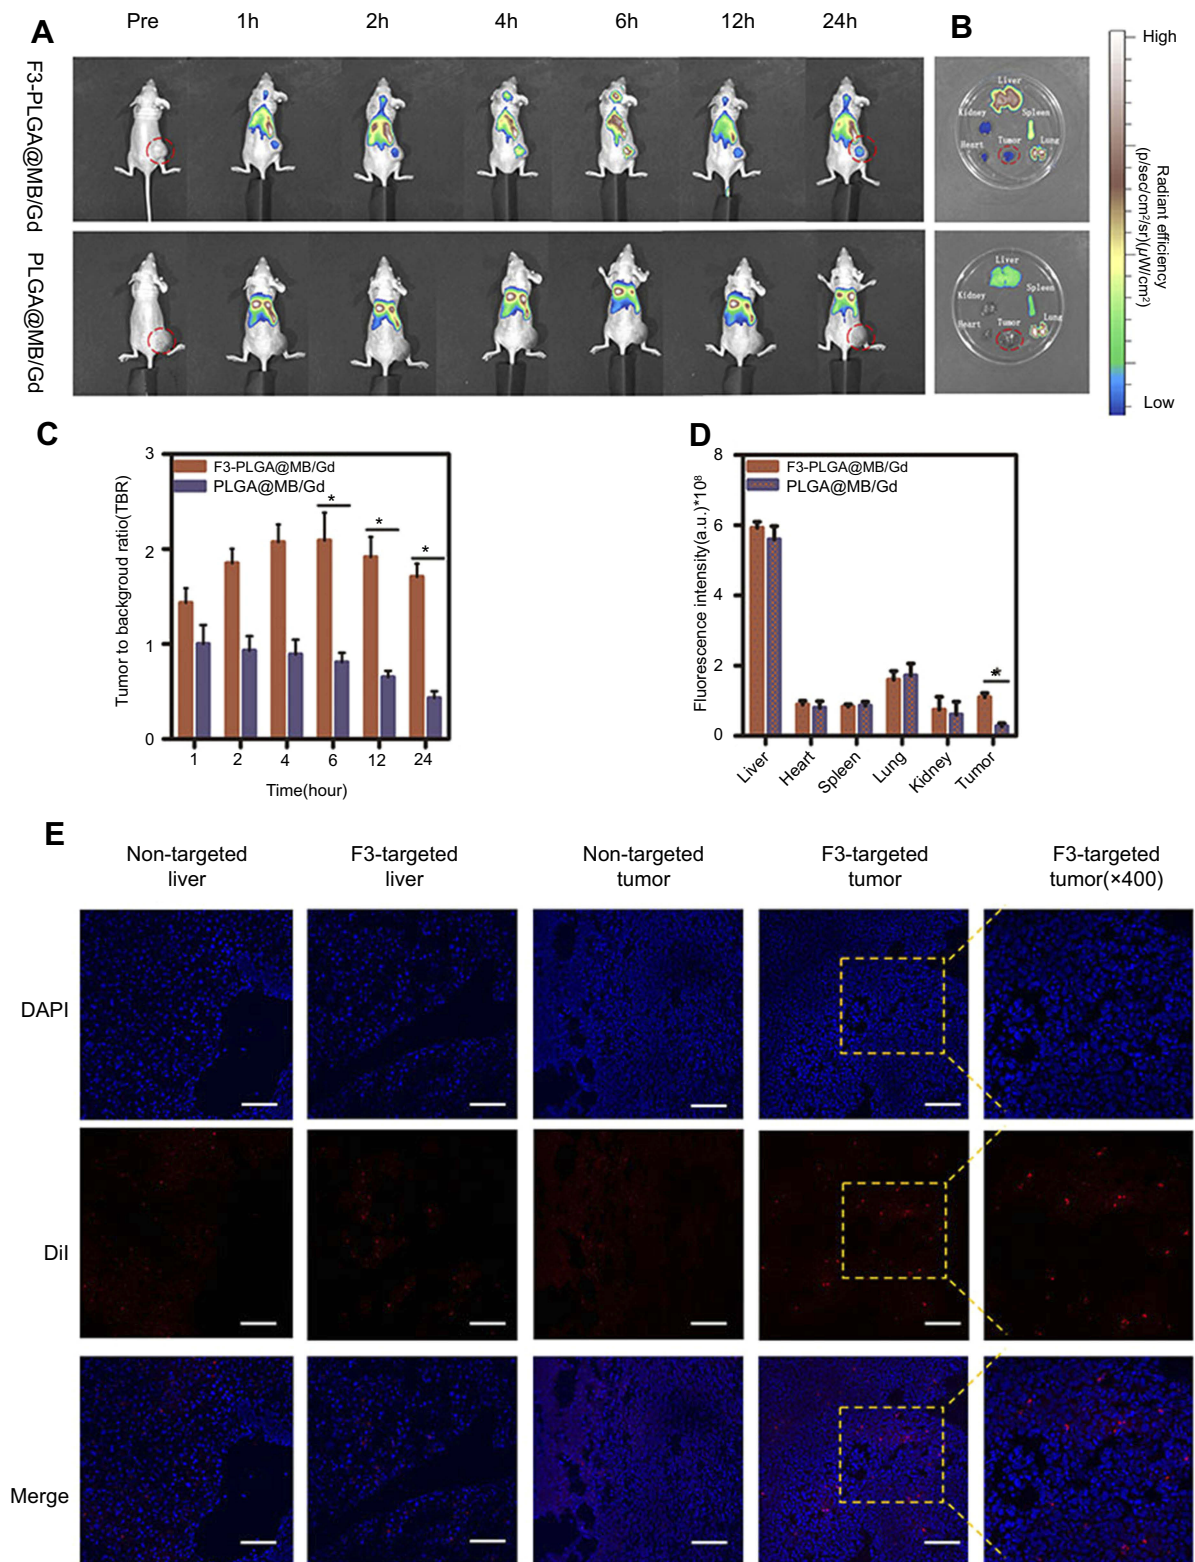 A
Pre 1h 2h 4h 6h 12h 24h
F3-PLGA@MB/Gd
PLGA@MB/Gd
B
Liver
Kidney
Spleen
Heart
Tumor
Lung
Liver
Kidney
Spleen
Heart
Tumor
Lung
High
Low
Radiant efficiency
(p/sec/cm²/sr)(μW/cm²)
C
3
2
1
0
Tumor to backgroud ratio(TBR)
F3-PLGA@MB/Gd
PLGA@MB/Gd
*
*
*
1 2 4 6 12 24
Time(hour)
D
8
6
4
2
0
Fluorescence intensity(a.u.)*10⁸
F3-PLGA@MB/Gd
PLGA@MB/Gd
Liver Heart Spleen Lung Kidney Tumor
E
Non-targeted
liver
F3-targeted
liver
Non-targeted
tumor
F3-targeted
tumor
F3-targeted
tumor(×400)
DAPI
Dil
Merge